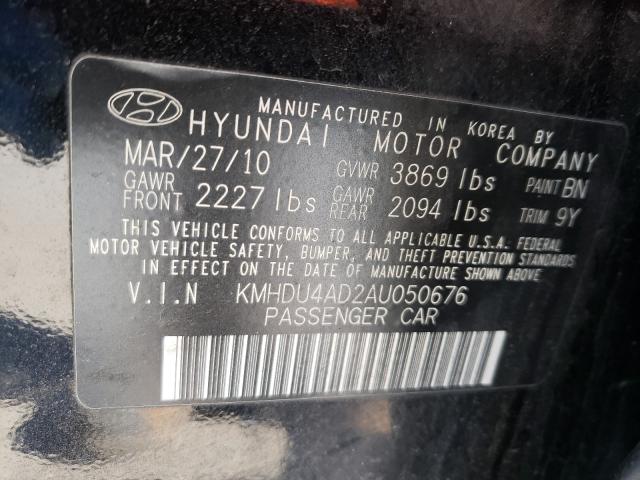 MANUFACTURED IN KOREA BY
HYUNDAI MOTOR COMPANY
MAR/27/10 GVWR 3869 lbs PAINT BN
GAWR FRONT 2227 lbs GAWR REAR 2094 lbs TRIM 9Y
THIS VEHICLE CONFORMS TO ALL APPLICABLE U.S.A. FEDERAL
MOTOR VEHICLE SAFETY, BUMPER, AND THEFT PREVENTION STANDARDS
IN EFFECT ON THE DATE OF MANUFACTURE SHOWN ABOVE.
V.I.N KMHDU4AD2AU050676
PASSENGER CAR